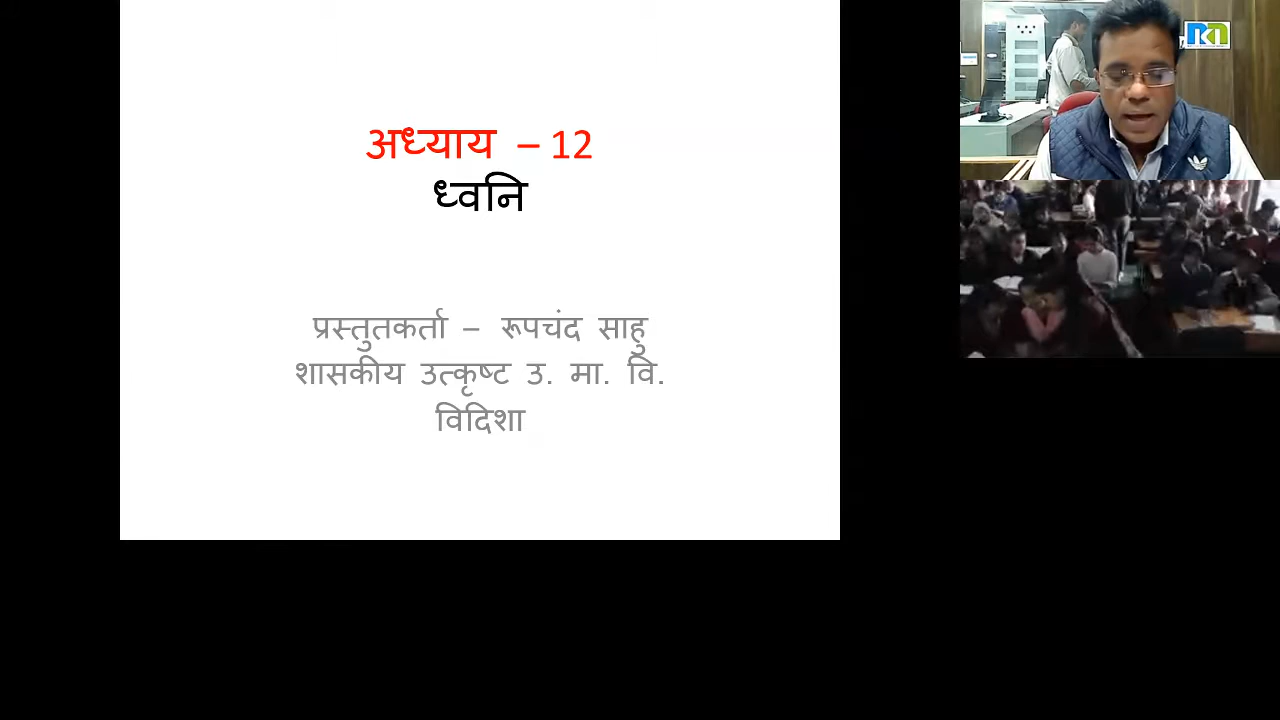 अध्याय – 12
ध्वनि
प्रस्तुतकर्ता – रूपचंद साहु
शासकीय उत्कृष्ट उ. मा. वि.
विदिशा